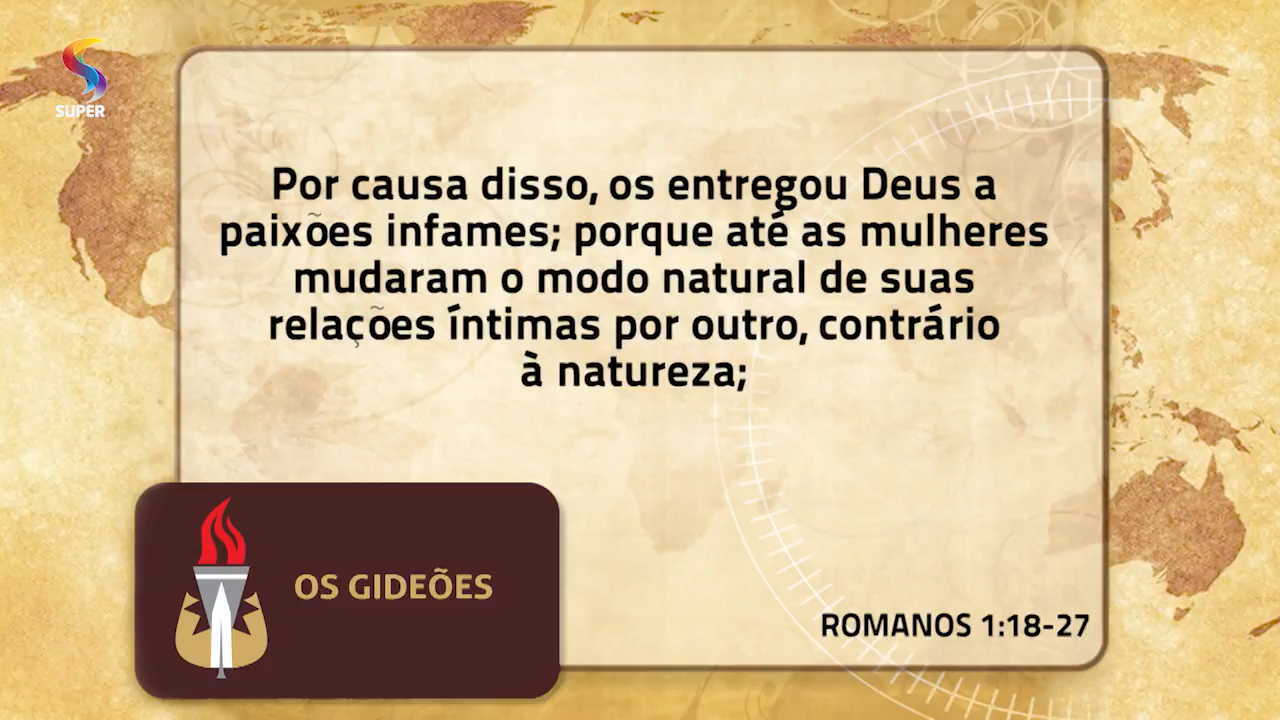 SUPER
Por causa disso, os entregou Deus a
paixões infames; porque até as mulheres
mudaram o modo natural de suas
relações íntimas por outro, contrário
à natureza;
OS GIDEÕES
ROMANOS 1:18-27